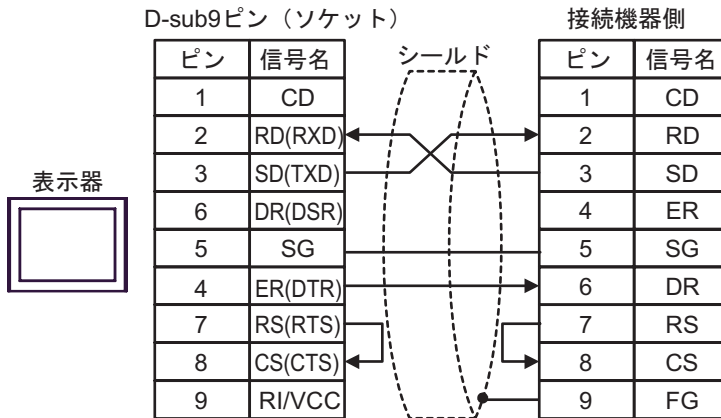 D-sub9ピン（ソケット） 接続機器側
ピン 信号名 シールド ピン 信号名
1 CD 1 CD
2 RD(RXD) 2 RD
3 SD(TXD) 3 SD
表示器
6 DR(DSR) 4 ER
5 SG 5 SG
4 ER(DTR) 6 DR
7 RS(RTS) 7 RS
8 CS(CTS) 8 CS
9 RI/VCC 9 FG